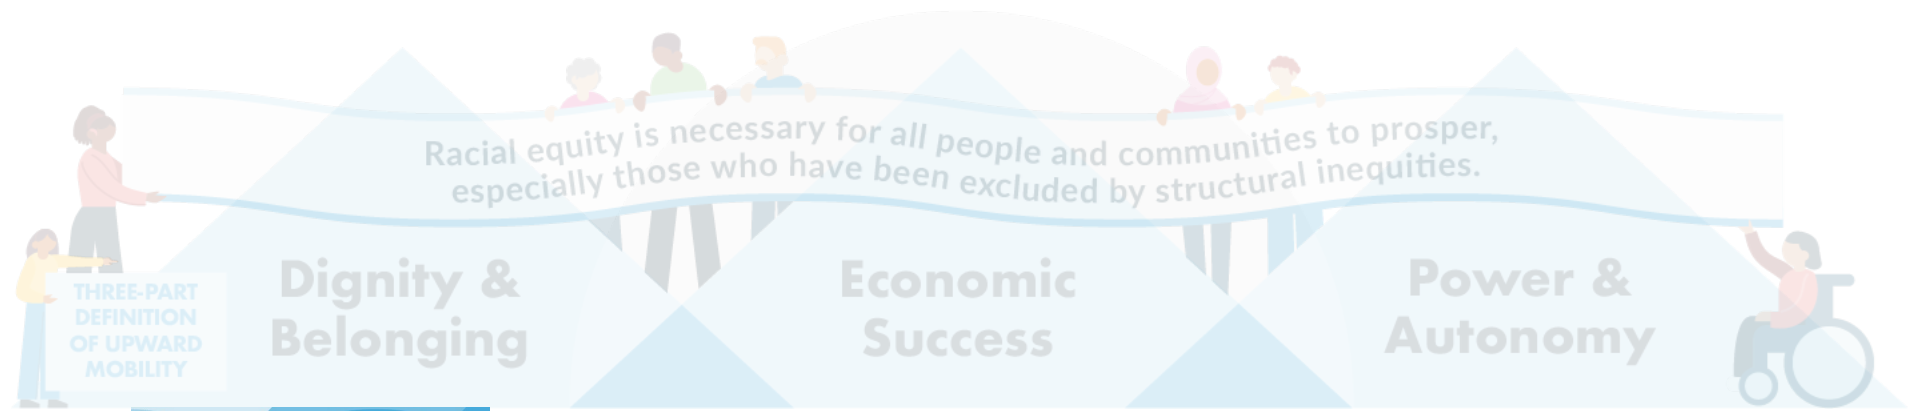 Racial equity is necessary for all people and communities to prosper,
especially those who have been excluded by structural inequities.
THREE-PART
DEFINITION
OF UPWARD
MOBILITY
Dignity &
Belonging
Economic
Success
Power &
Autonomy